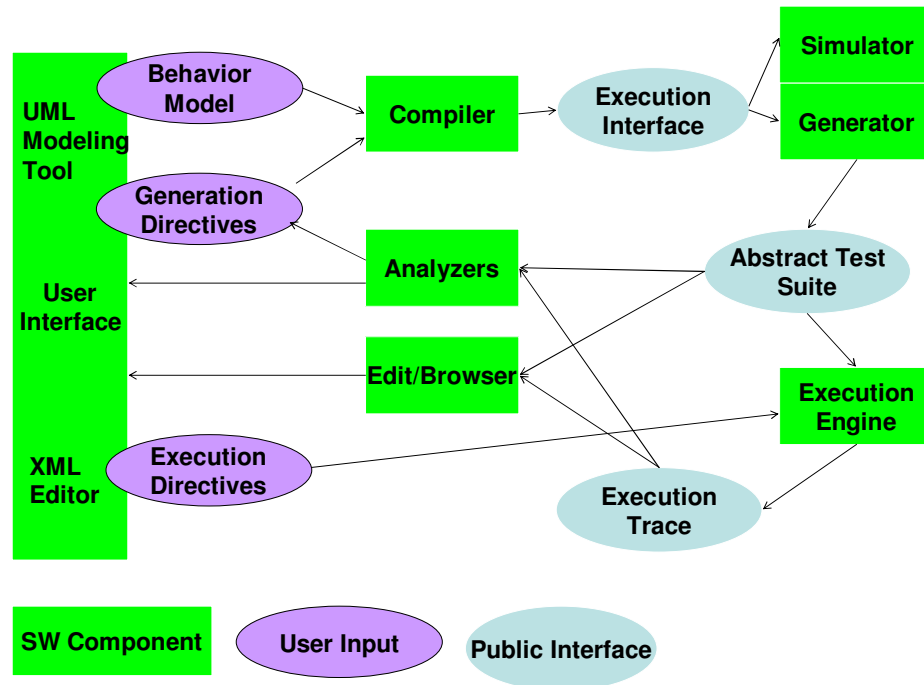 Behavior
Model
UML
Modeling
Tool
Generation
Directives
User
Interface
XML
Editor
Execution
Directives
Compiler
Analyzers
Edit/Browser
Execution
Interface
Simulator
Generator
Abstract Test
Suite
Execution
Engine
Execution
Trace
SW Component
User Input
Public Interface